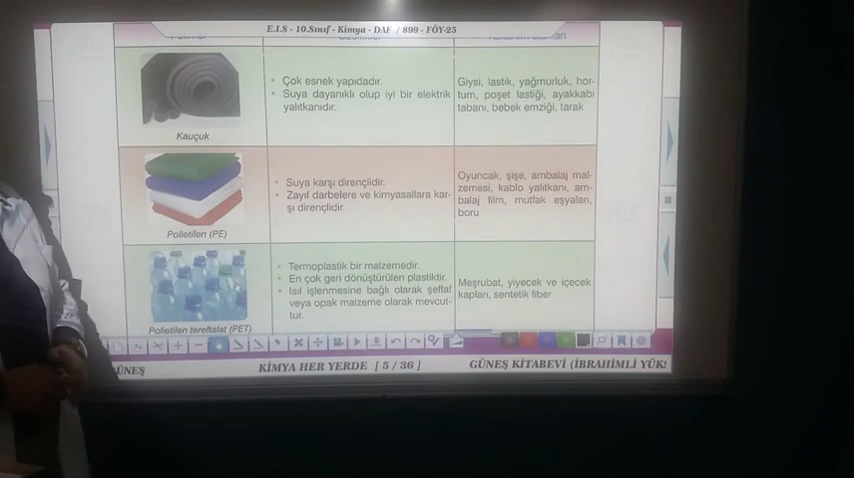 E.I.S - 10.Sınıf - Kimya - DAF / 899 - FÖY-25
Kauçuk
• Çok esnek yapıdadır.
• Suya dayanıklı olup iyi bir elektrik
yalıtkanıdır.
Giysi, lastik, yağmurluk, hor-
tum, poşet lastiği, ayakkabı
tabanı, bebek emziği, tarak
Polietilen (PE)
• Suya karşı dirençlidir.
• Zayıf darbelere ve kimyasallara kar-
şı dirençlidir.
Oyuncak, şişe, ambalaj mal-
zemesi, kablo yalıtkanı, am-
balaj film, mutfak eşyaları,
boru
Polietilen tereftalat (PET)
• Termoplastik bir malzemedir.
• En çok geri dönüştürülen plastiktir.
• Isıl işlenmesine bağlı olarak şeffaf
veya opak malzeme olarak mevcut-
tur.
Meşrubat, yiyecek ve içecek
kapları, sentetik fiber
GÜNEŞ
KİMYA HER YERDE [ 5 / 36 ]
GÜNEŞ KİTABEVİ (İBRAHİMLİ YÜK!